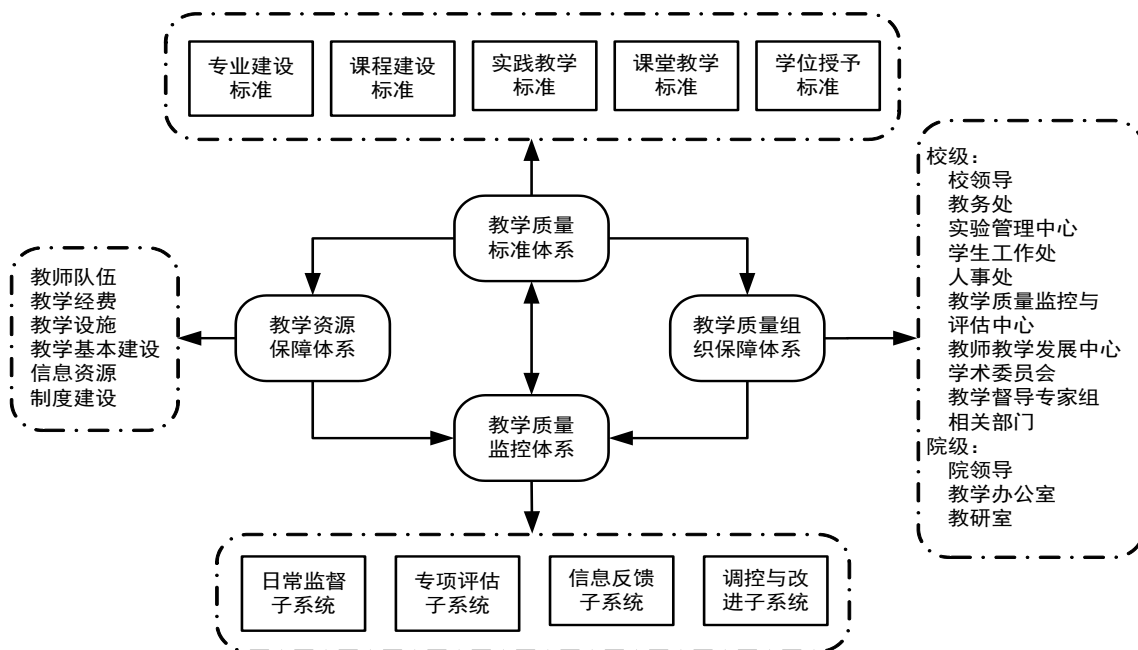 专业建设
标准
课程建设
标准
实践教学
标准
课堂教学
标准
学位授予
标准
教学质量
标准体系
教师队伍
教学经费
教学设施
教学基本建设
信息资源
制度建设
教学资源
保障体系
教学质量组
织保障体系
校级：
校领导
教务处
实验管理中心
学生工作处
人事处
教学质量监控与
评估中心
教师教学发展中心
学术委员会
教学督导专家组
相关部门
院级：
院领导
教学办公室
教研室
教学质量
监控体系
日常监督
子系统
专项评估
子系统
信息反馈
子系统
调控与改
进子系统